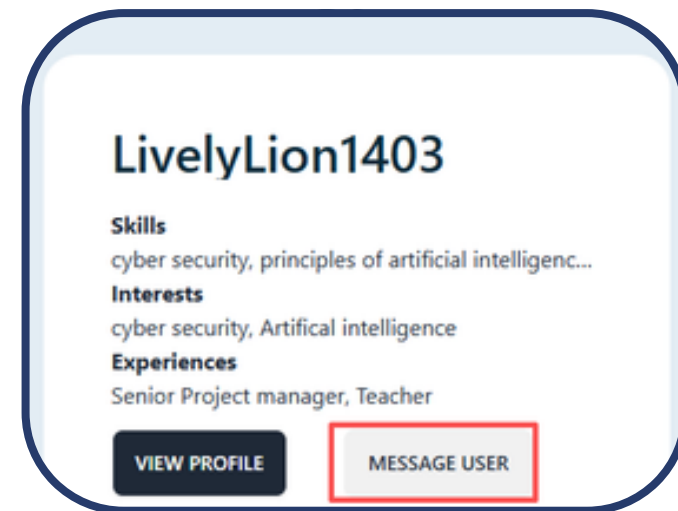 LivelyLion1403
Skills
cyber security, principles of artificial intelligenc...
Interests
cyber security, Artifical intelligence
Experiences
Senior Project manager, Teacher
VIEW PROFILE
MESSAGE USER